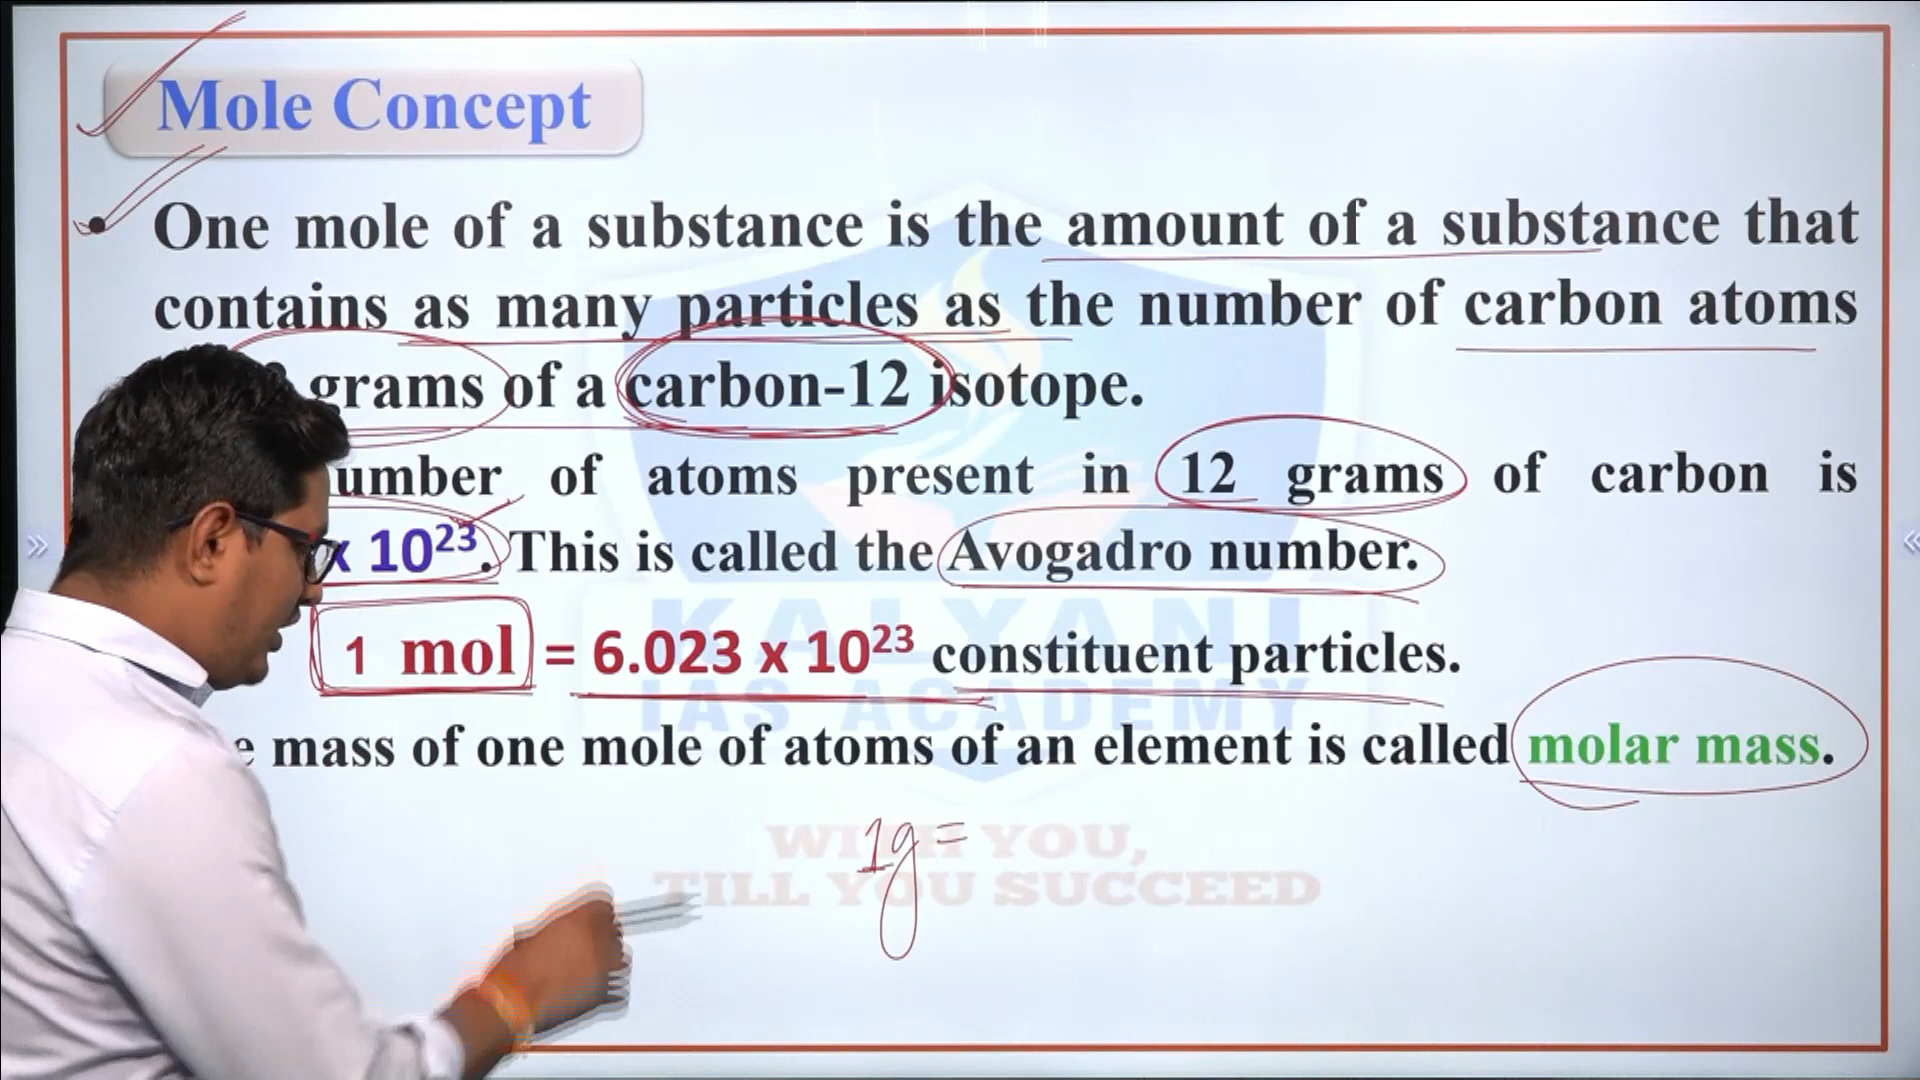 Mole Concept
One mole of a substance is the amount of a substance that
contains as many particles as the number of carbon atoms
grams of a carbon-12 isotope.
of atoms present in 12 grams of carbon is
x 10²³. This is called the Avogadro number.
1 mol = 6.023 x 10²³ constituent particles.
mass of one mole of atoms of an element is called molar mass.
1g =
KALYANI
IAS ACADEMY
WITH YOU,
TILL YOU SUCCEED